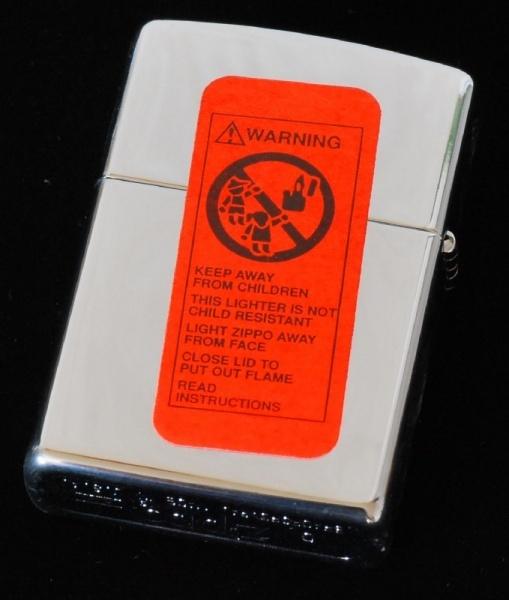 WARNING
KEEP AWAY
FROM CHILDREN
THIS LIGHTER IS NOT
CHILD RESISTANT
LIGHT ZIPPO AWAY
FROM FACE
CLOSE LID TO
PUT OUT FLAME
READ
INSTRUCTIONS